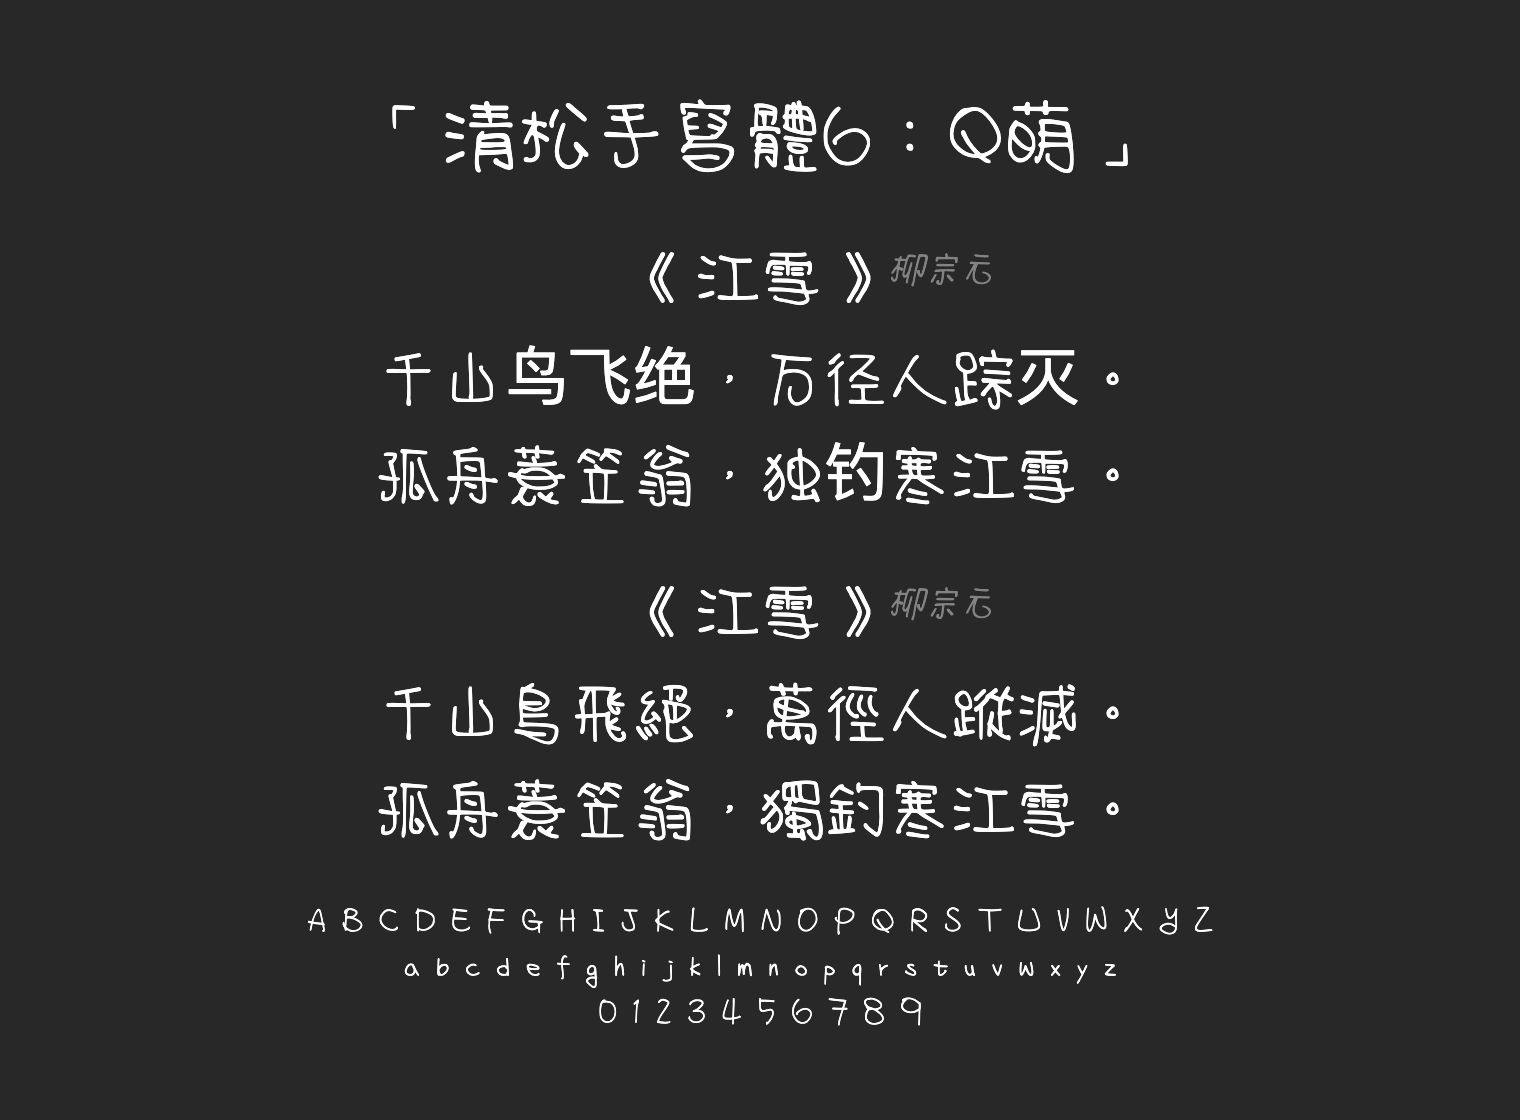 「清松手寫體6：Q萌」
《江雪》柳宗元
千山鸟飞绝，万径人踪灭。
孤舟蓑笠翁，独钓寒江雪。
《江雪》柳宗元
千山鳥飛絕，萬徑人蹤滅。
孤舟蓑笠翁，獨釣寒江雪。
A B C D E F G H I J K L M N O P Q R S T U V W X Y Z
a b c d e f g h i j k l m n o p q r s t u v w x y z
0 1 2 3 4 5 6 7 8 9